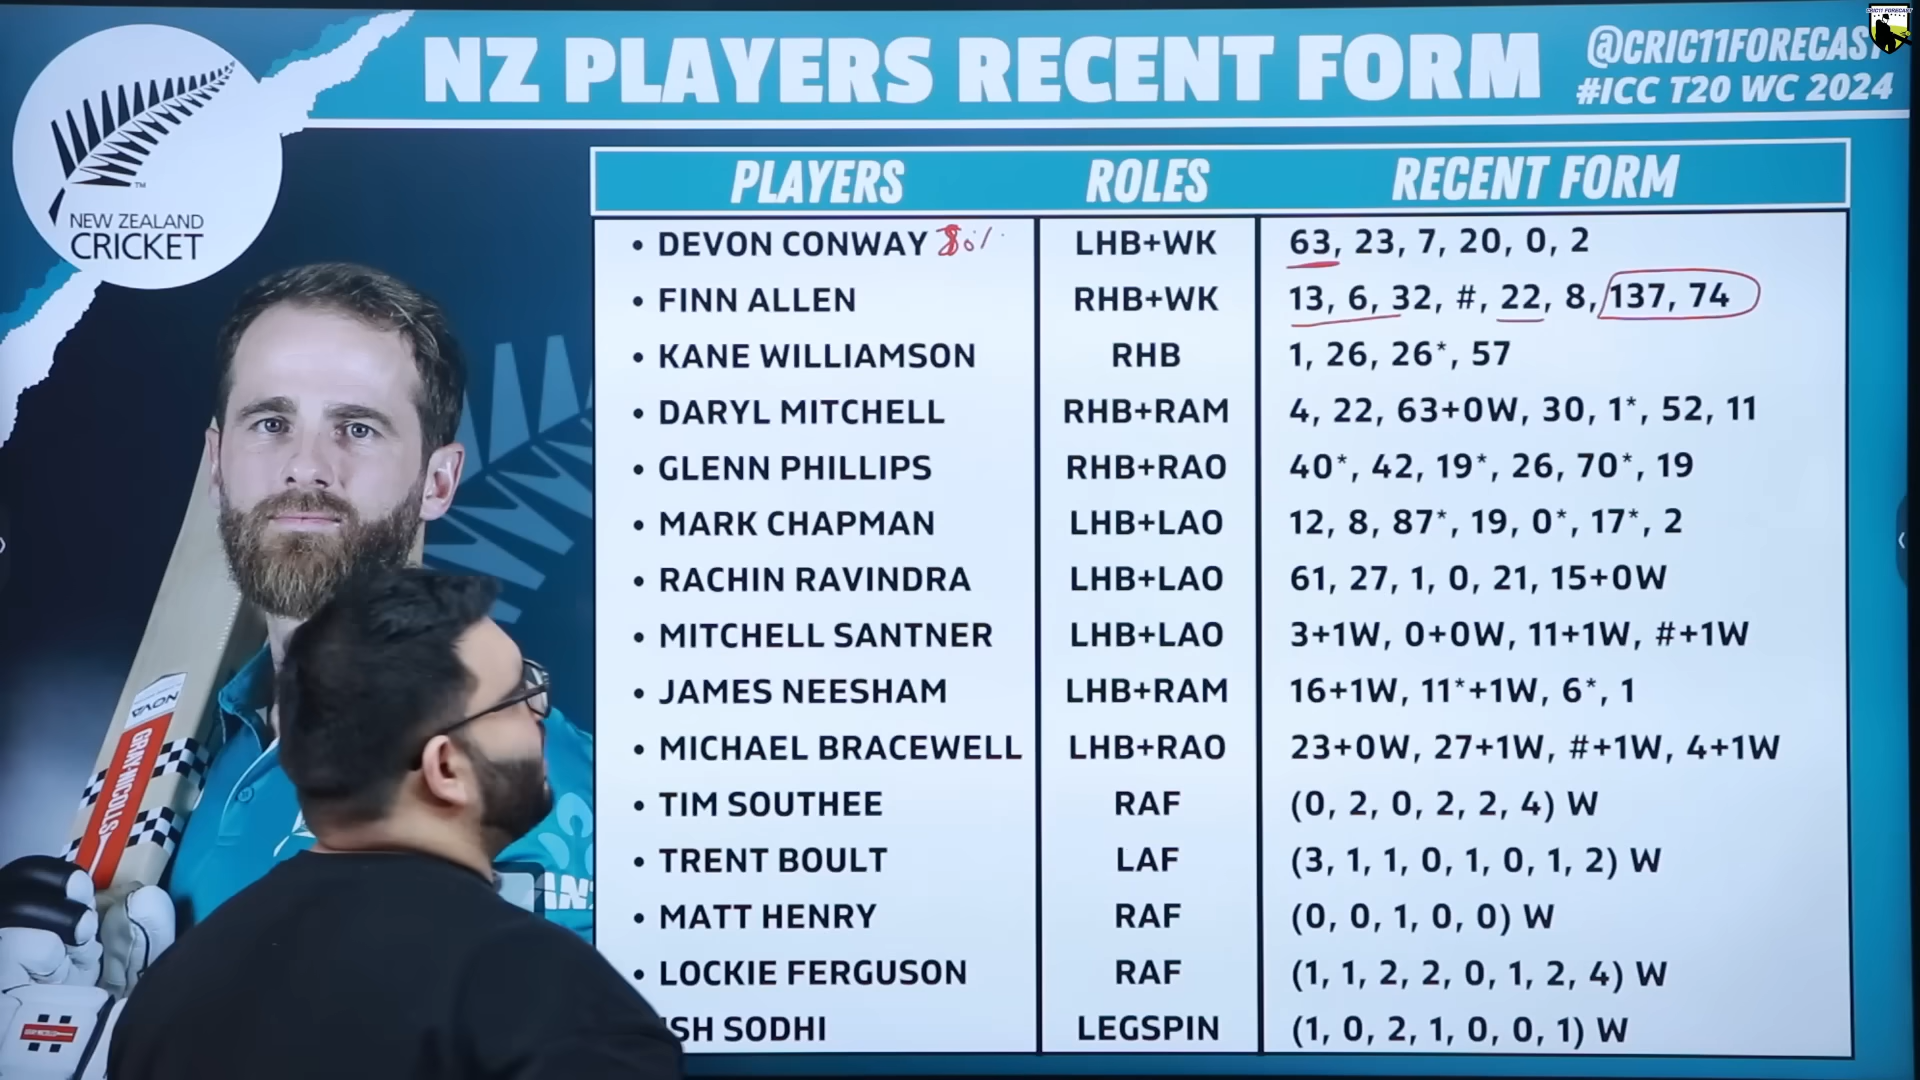 NZ PLAYERS RECENT FORM
@CRIC11FORECAST
#ICC T20 WC 2024
CRIC11 FORECAST
NEW ZEALAND
CRICKET
TM
PLAYERS ROLES RECENT FORM
• DEVON CONWAY 80% LHB+WK 63, 23, 7, 20, 0, 2
• FINN ALLEN RHB+WK 13, 6, 32, #, 22, 8, 137, 74
• KANE WILLIAMSON RHB 1, 26, 26*, 57
• DARYL MITCHELL RHB+RAM 4, 22, 63+0W, 30, 1*, 52, 11
• GLENN PHILLIPS RHB+RAO 40*, 42, 19*, 26, 70*, 19
• MARK CHAPMAN LHB+LAO 12, 8, 87*, 19, 0*, 17*, 2
• RACHIN RAVINDRA LHB+LAO 61, 27, 1, 0, 21, 15+0W
• MITCHELL SANTNER LHB+LAO 3+1W, 0+0W, 11+1W, #+1W
• JAMES NEESHAM LHB+RAM 16+1W, 11*+1W, 6*, 1
• MICHAEL BRACEWELL LHB+RAO 23+0W, 27+1W, #+1W, 4+1W
• TIM SOUTHEE RAF (0, 2, 0, 2, 2, 4) W
• TRENT BOULT LAF (3, 1, 1, 0, 1, 0, 1, 2) W
• MATT HENRY RAF (0, 0, 1, 0, 0) W
• LOCKIE FERGUSON RAF (1, 1, 2, 2, 0, 1, 2, 4) W
SH SODHI LEGSPIN (1, 0, 2, 1, 0, 0, 1) W
NOVA
GRAY-NICOLLS